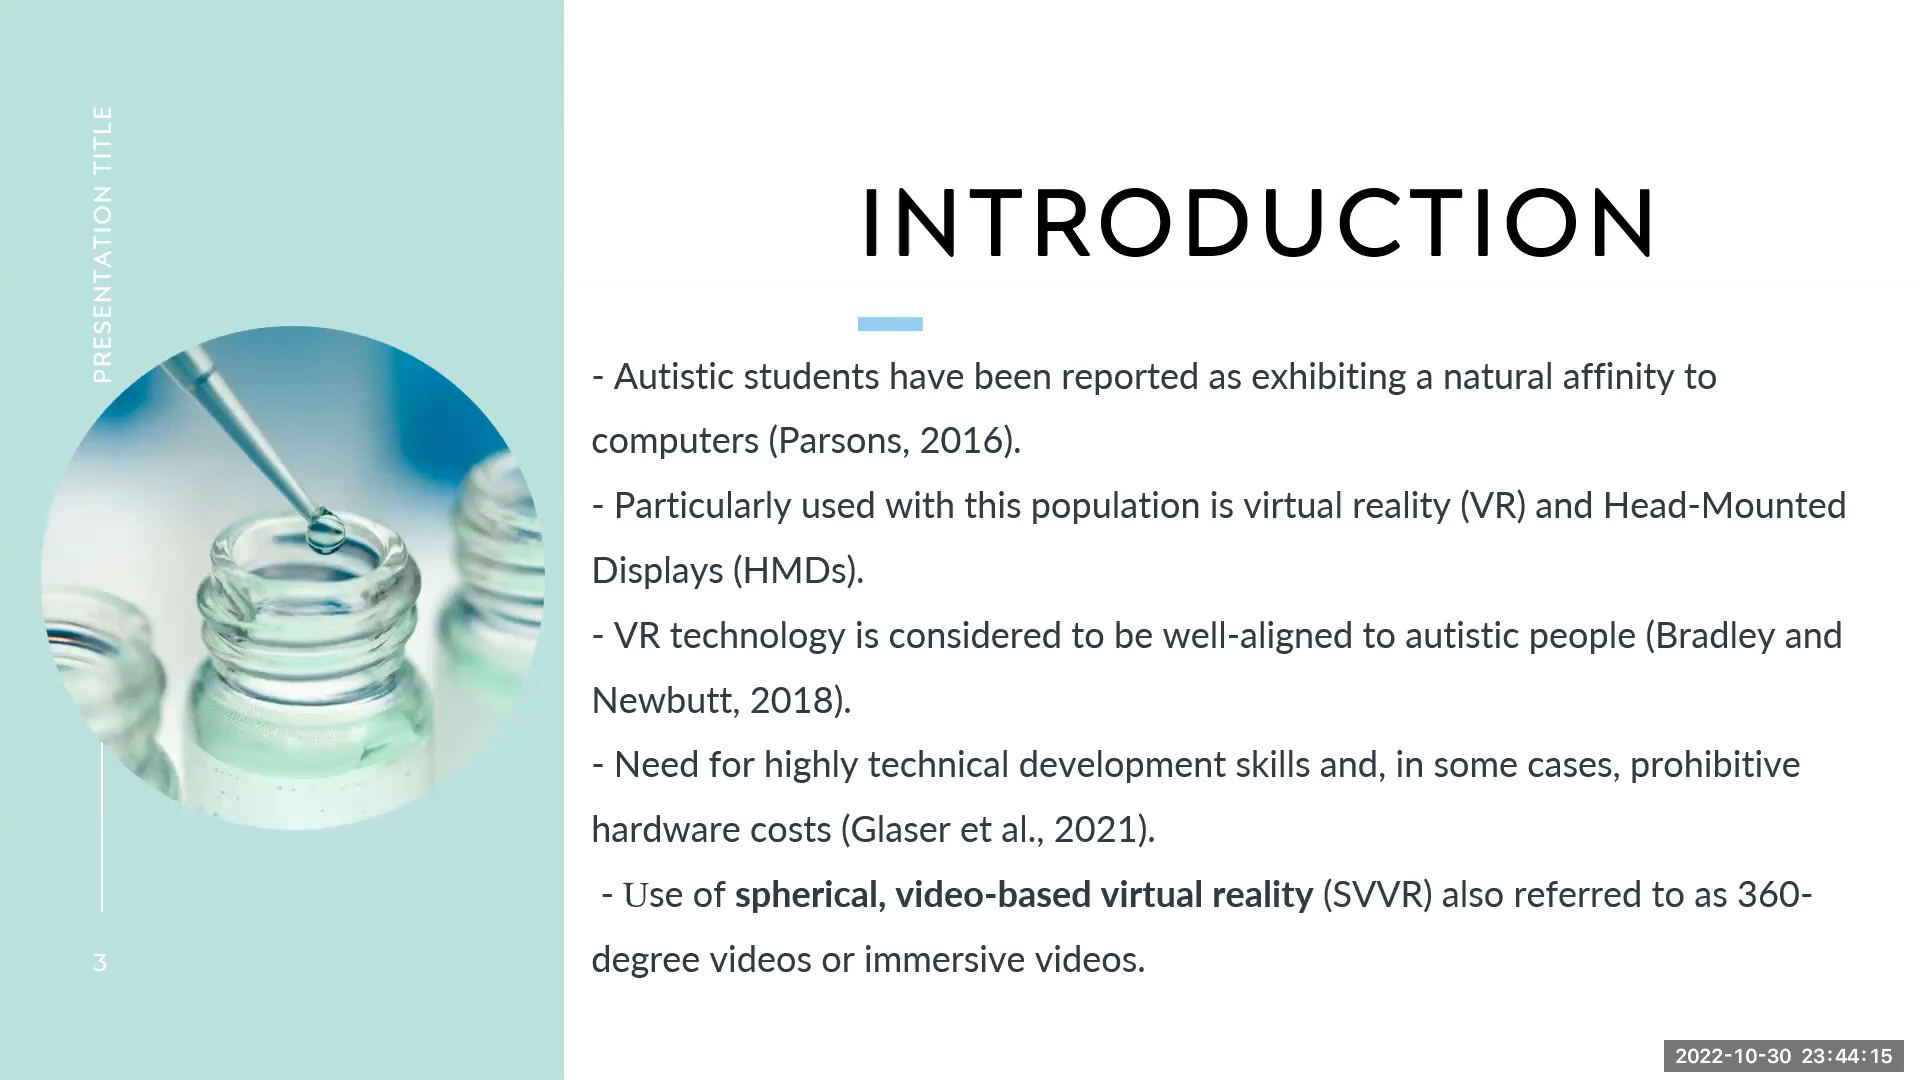 PRESENTATION TITLE
INTRODUCTION
- Autistic students have been reported as exhibiting a natural affinity to
computers (Parsons, 2016).
- Particularly used with this population is virtual reality (VR) and Head-Mounted
Displays (HMDs).
- VR technology is considered to be well-aligned to autistic people (Bradley and
Newbutt, 2018).
- Need for highly technical development skills and, in some cases, prohibitive
hardware costs (Glaser et al., 2021).
- Use of spherical, video-based virtual reality (SVVR) also referred to as 360-
degree videos or immersive videos.
3
2022-10-30 23:44:15